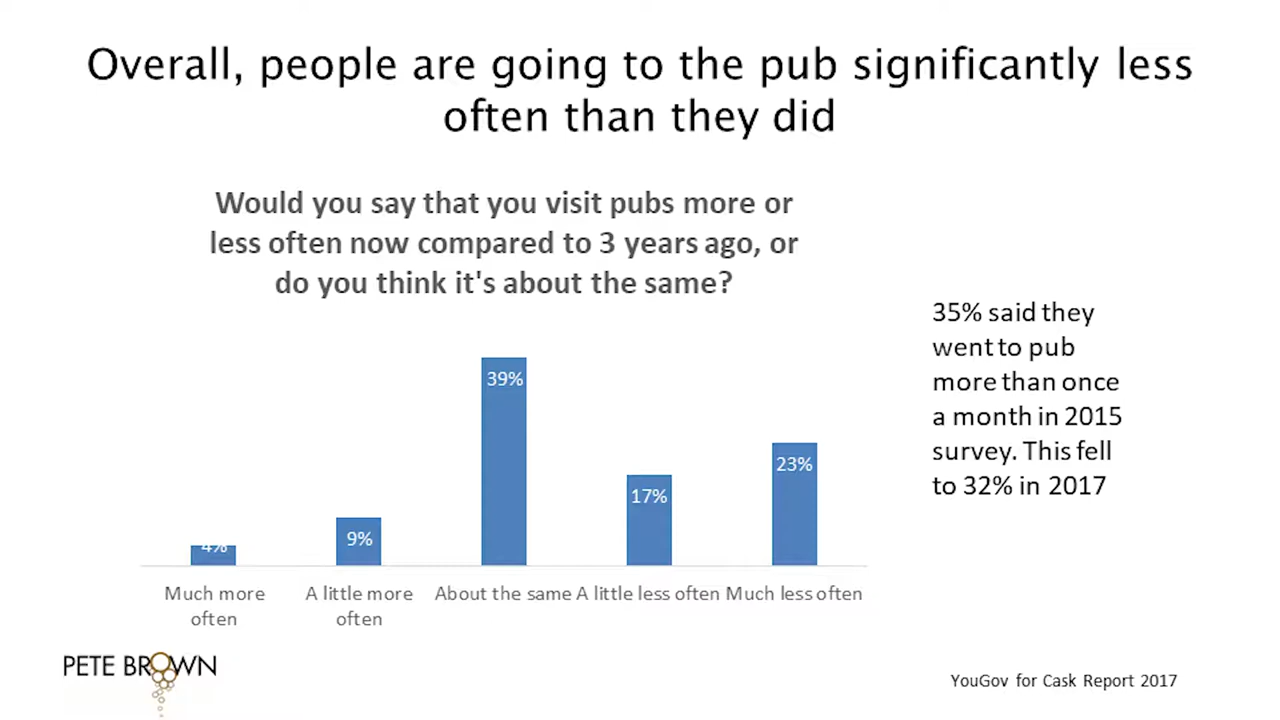 Overall, people are going to the pub significantly less
often than they did
Would you say that you visit pubs more or
less often now compared to 3 years ago, or
do you think it's about the same?
35% said they
went to pub
more than once
a month in 2015
survey. This fell
to 32% in 2017
39%
23%
17%
9%
4%
Much more
often
A little more
often
About the same
A little less often
Much less often
PETE BROWN
YouGov for Cask Report 2017